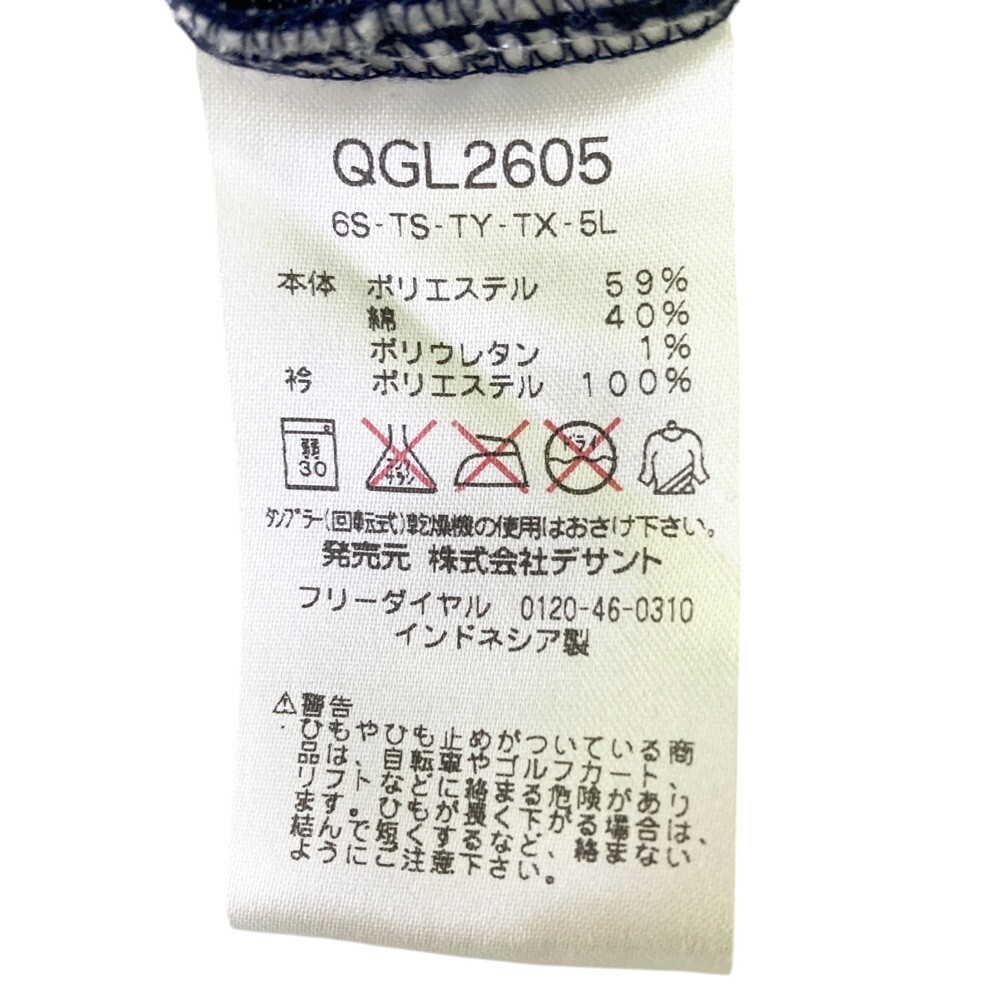 QGL2605
6S-TS-TY-TX-5L
本体 ポリエステル 59%
綿 40%
ポリウレタン 1%
衿 ポリエステル 100%
弱 30 エンソサラシ ドライ
タンブラー(回転式)乾燥機の使用はおさけ下さい。
発売元 株式会社デサント
フリーダイヤル 0120-46-0310
インドネシア製
⚠警告
・ひもやひも止めがついている商
品は、自転車やゴルフカート、
リフトなどに絡まる危険があり
ます。ひもが長く下がる場合は、
結んで短くするなど、絡まない
ようにご注意下さい。